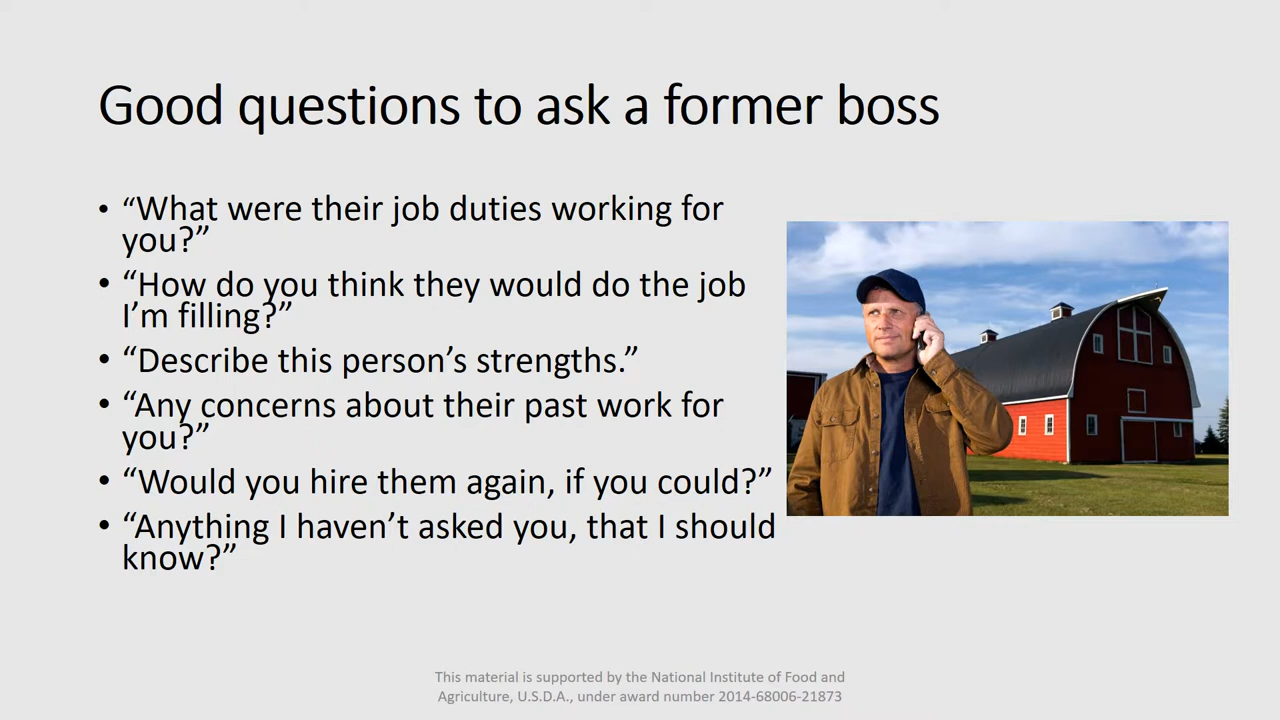 Good questions to ask a former boss
• “What were their job duties working for
you?”
• “How do you think they would do the job
I’m filling?”
• “Describe this person’s strengths.”
• “Any concerns about their past work for
you?”
• “Would you hire them again, if you could?”
• “Anything I haven’t asked you, that I should
know?”
This material is supported by the National Institute of Food and
Agriculture, U.S.D.A., under award number 2014-68006-21873